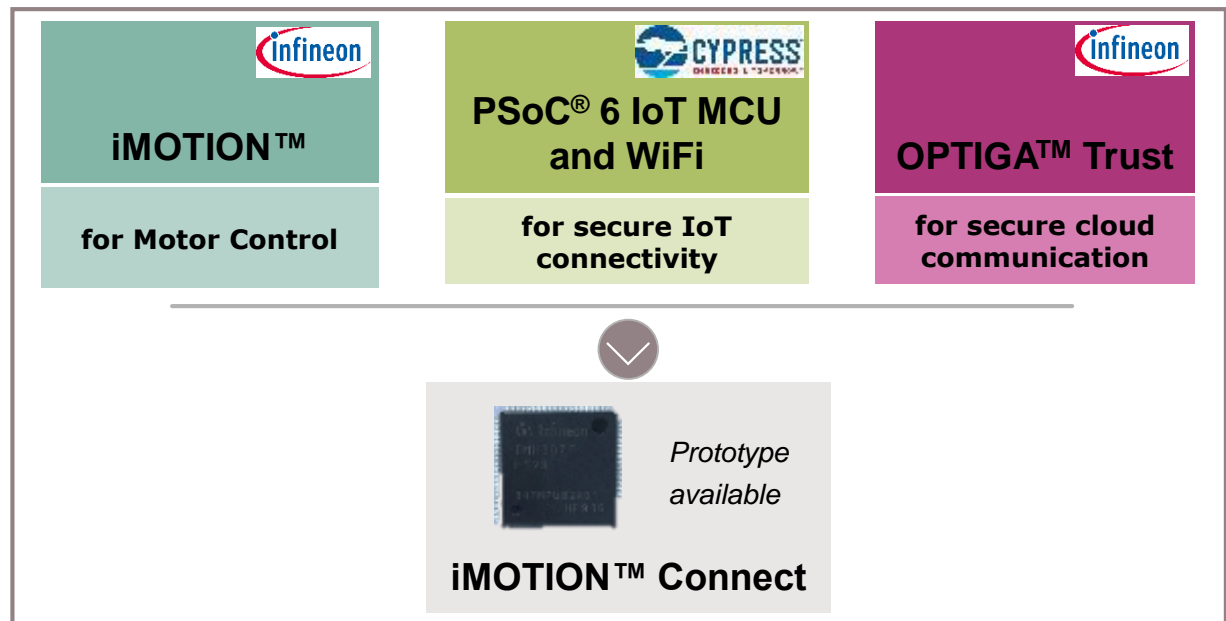 infineon
iMOTION™
for Motor Control
CYPRESS
PSoC® 6 IoT MCU
and WiFi
for secure IoT
connectivity
infineon
OPTIGA™ Trust
for secure cloud
communication
Infineon
Prototype
available
iMOTION™ Connect